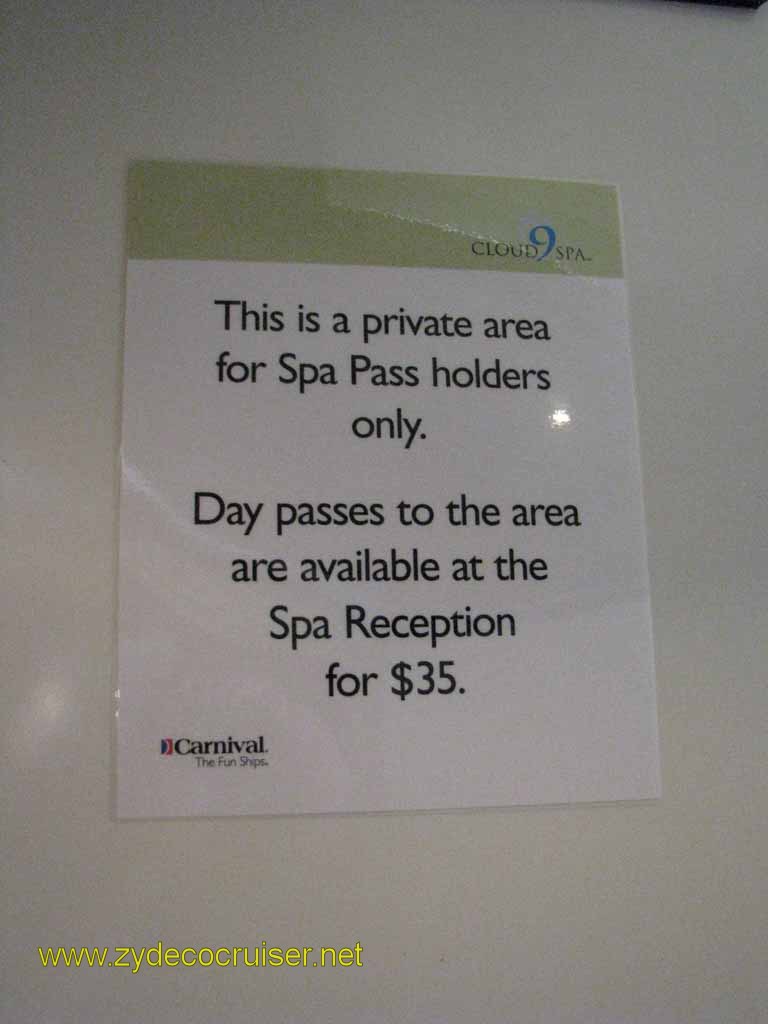 CLOUD 9 SPA
This is a private area
for Spa Pass holders
only.
Day passes to the area
are available at the
Spa Reception
for $35.
Carnival.
The Fun Ships.
www.zydecocruiser.net